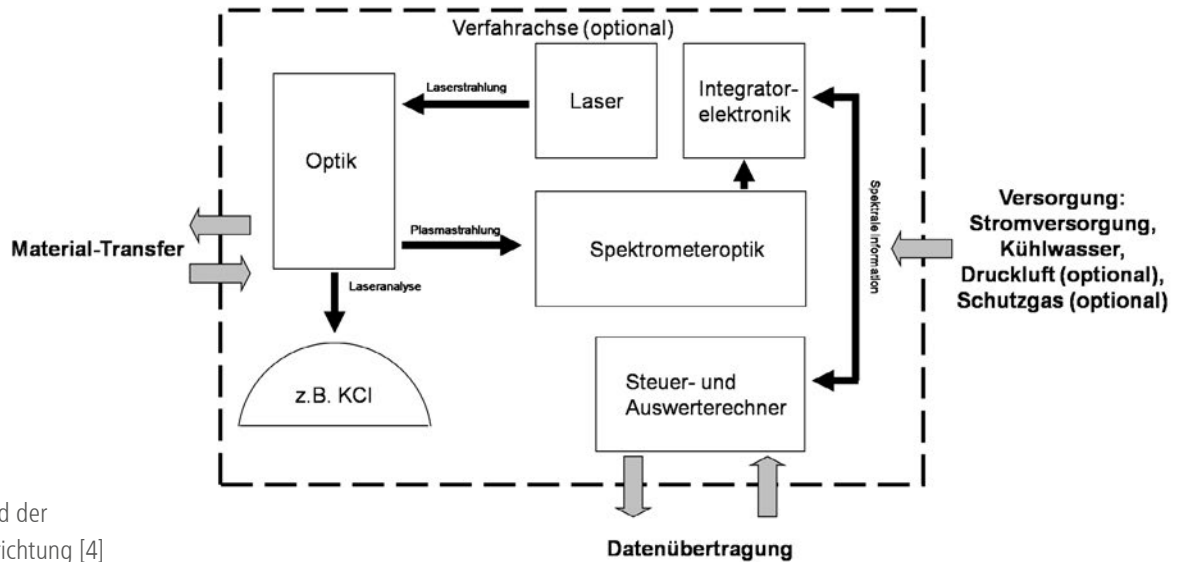 Verfahrachse (optional)
Laserstrahlung
Laser
Integrator-
elektronik
Optik
Plasmastrahlung
Spektrometeroptik
Spektrale Information
Laseranalyse
z.B. KCl
Steuer- und
Auswerterechner
Material-Transfer
Versorgung:
Stromversorgung,
Kühlwasser,
Druckluft (optional),
Schutzgas (optional)
Datenübertragung
d der
richtung [4]